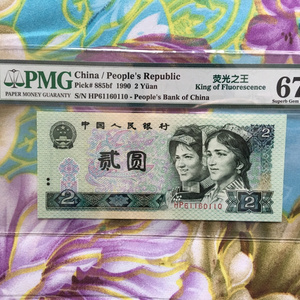 PMG
PAPER MONEY GUARANTY
China / People's Republic
Pick# 885bf 1990 2 Yüan
S/N HP61160110 - People's Bank of China
荧光之王
King of Fluorescence
67
Superb Gem
中国人民银行
贰圆
2
2
HP61160110